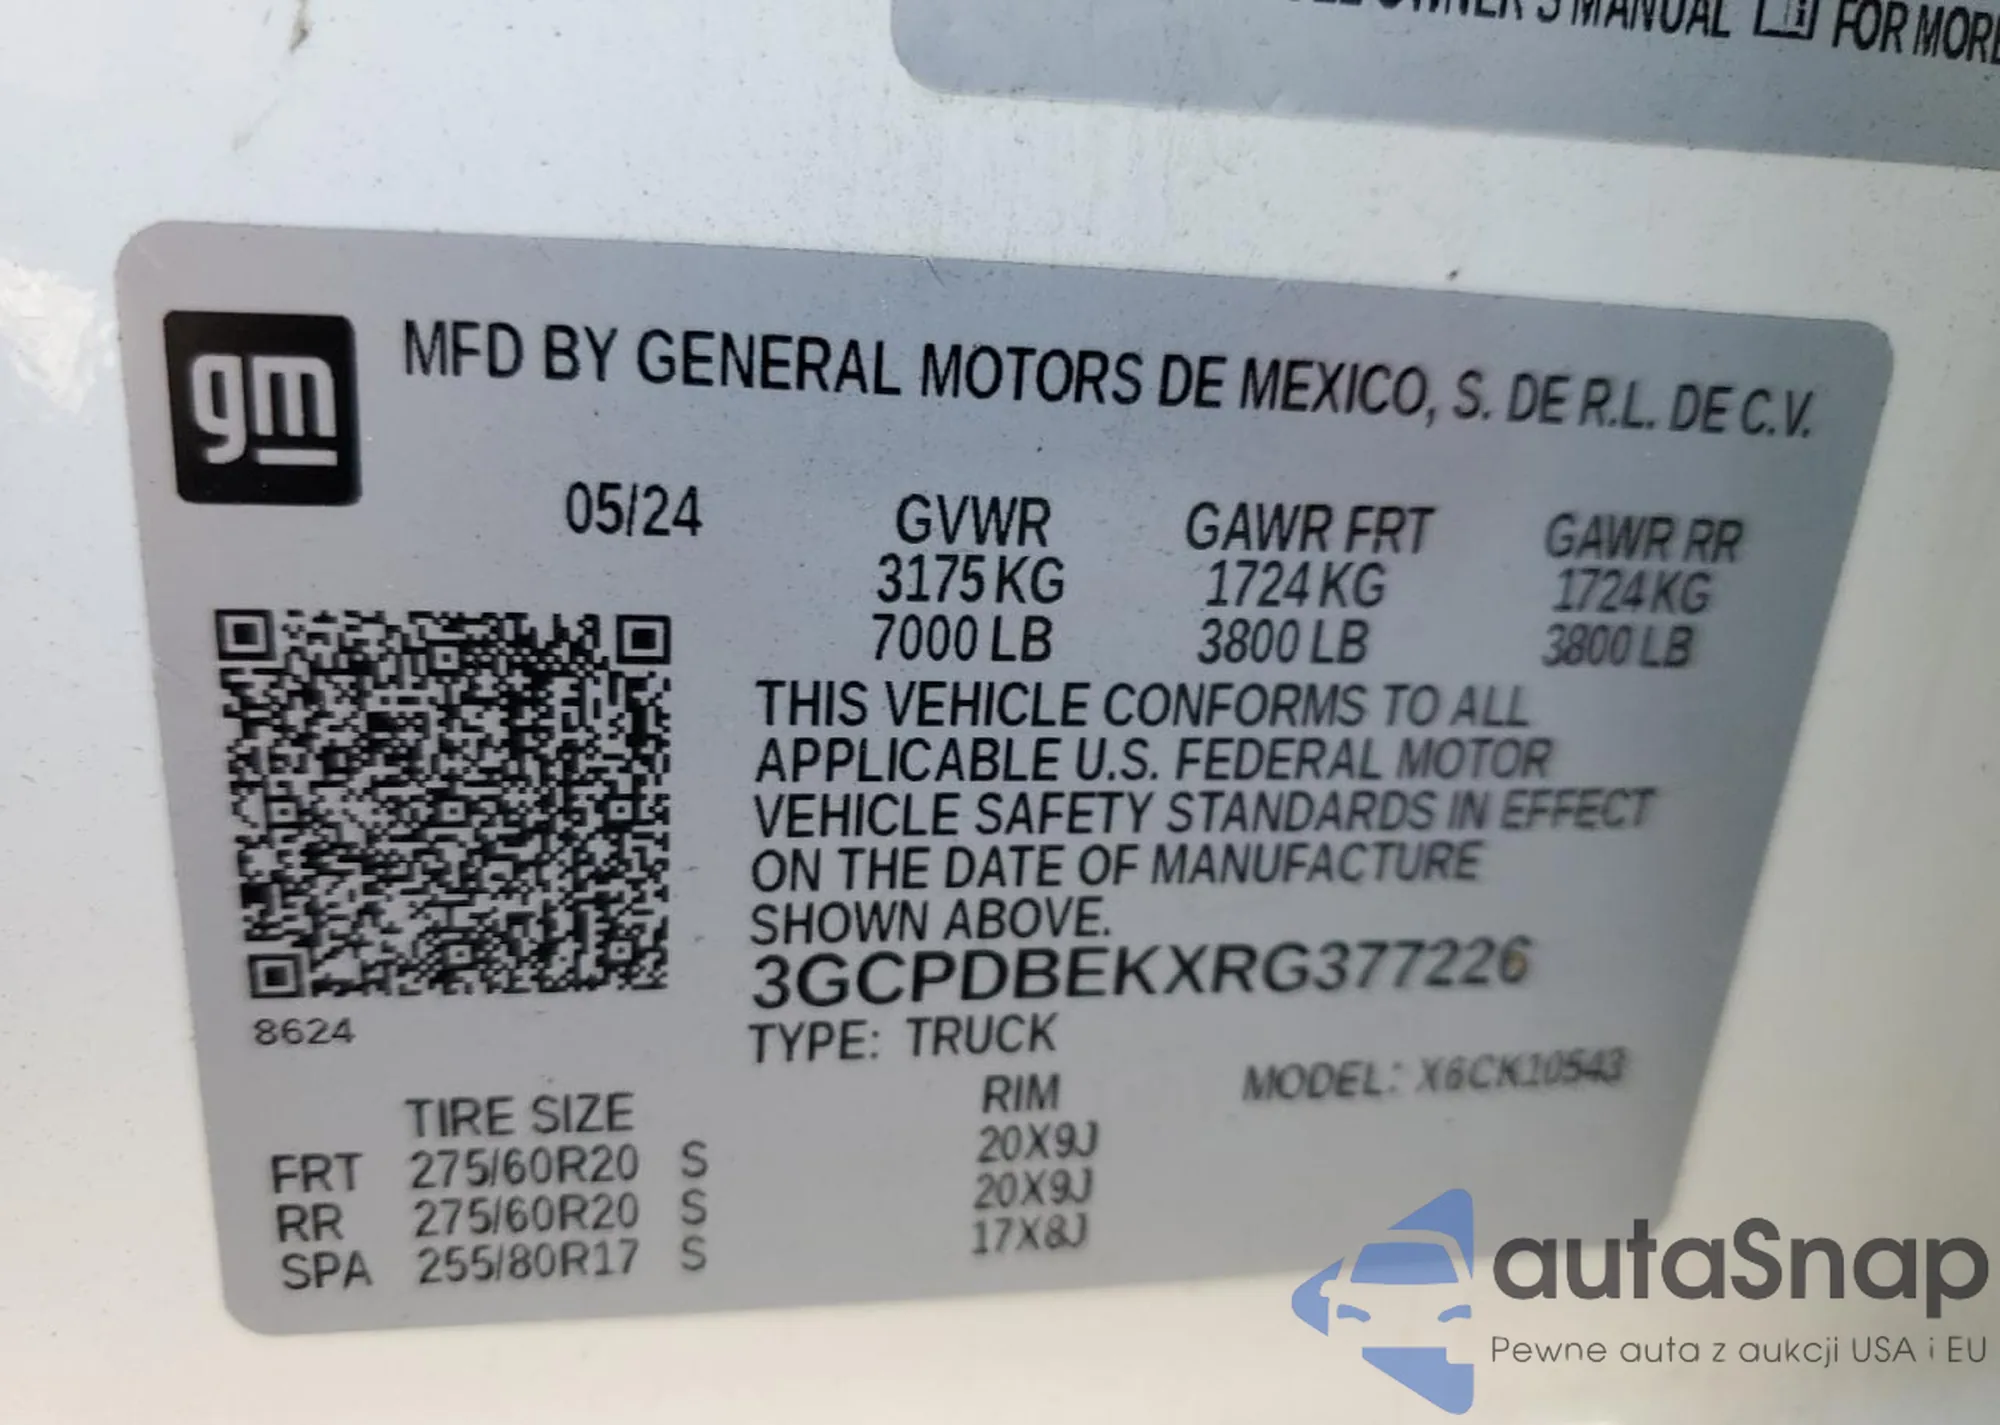 OWNER'S MANUAL FOR MORE
gm
MFD BY GENERAL MOTORS DE MEXICO, S. DE R.L. DE C.V.
05/24
GVWR GAWR FRT GAWR RR
3175 KG 1724 KG 1724 KG
7000 LB 3800 LB 3800 LB
THIS VEHICLE CONFORMS TO ALL
APPLICABLE U.S. FEDERAL MOTOR
VEHICLE SAFETY STANDARDS IN EFFECT
ON THE DATE OF MANUFACTURE
SHOWN ABOVE.
3GCPDBEKXRG377226
8624
TYPE: TRUCK
MODEL: X6CK10543
TIRE SIZE RIM
FRT 275/60R20 S 20X9J
RR 275/60R20 S 20X9J
SPA 255/80R17 S 17X8J
autaSnap
Pewne auta z aukcji USA i EU